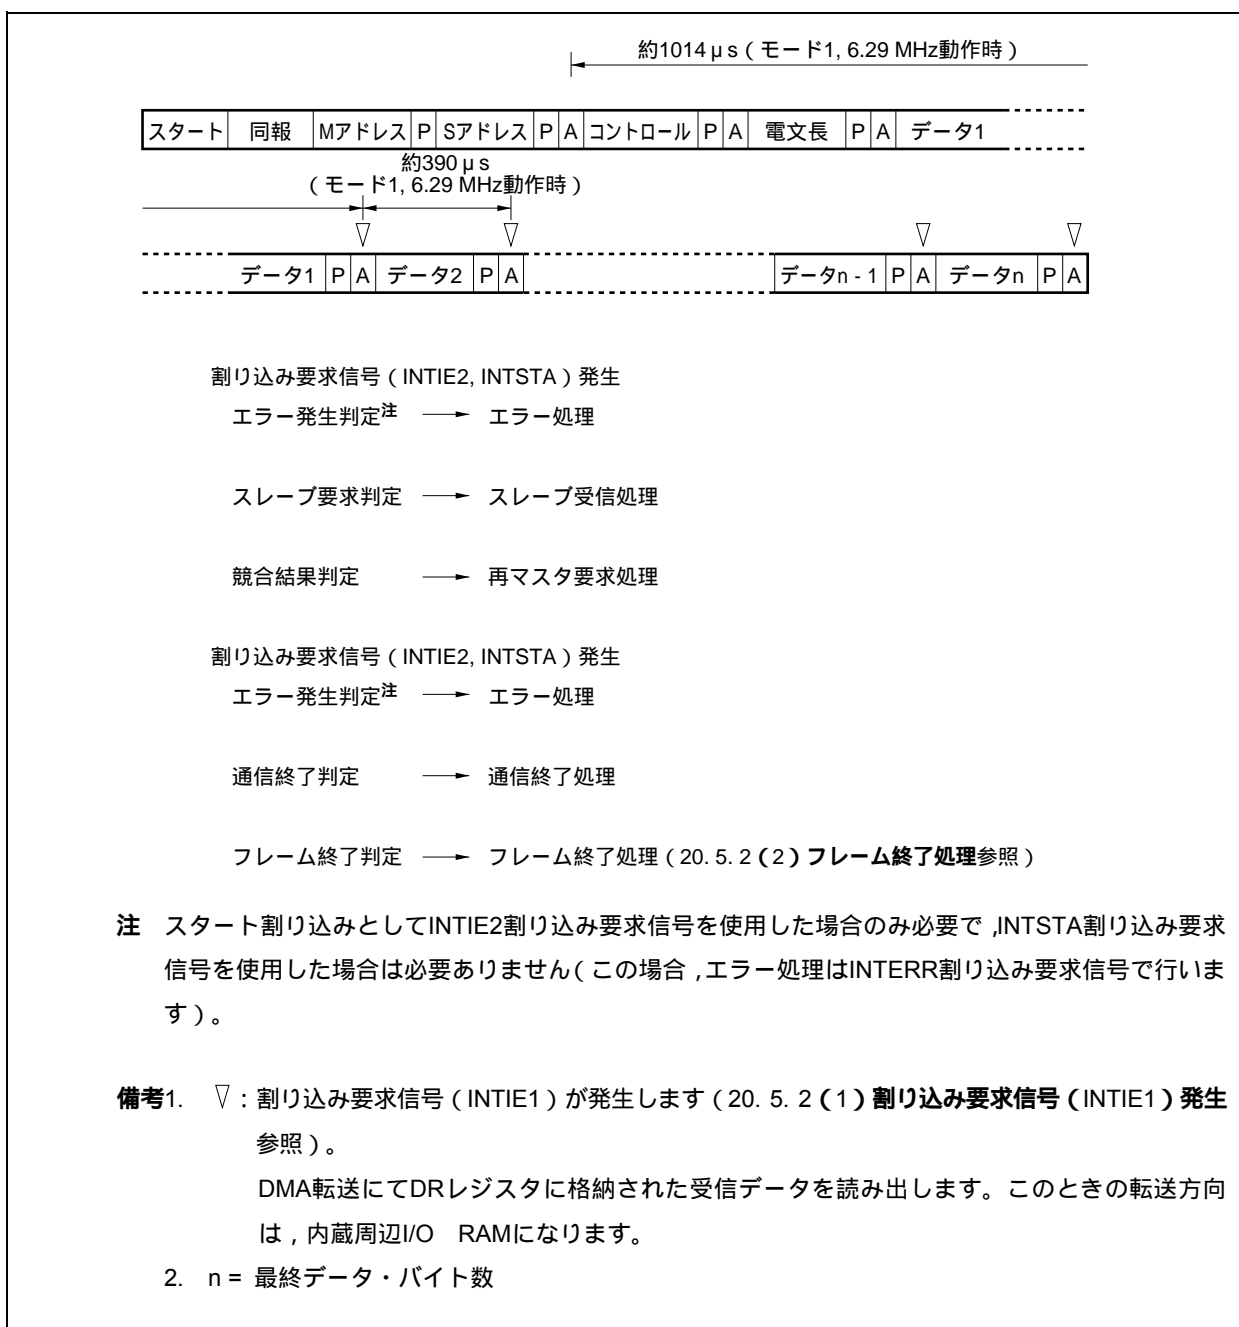 約1014μs（モード1, 6.29 MHz動作時）
スタート 同報 Mアドレス P Sアドレス P A コントロール P A 電文長 P A データ1
約390μs
（モード1, 6.29 MHz動作時）
▽ ▽ ▽ ▽
データ1 P A データ2 P A データn - 1 P A データn P A
割り込み要求信号（INTIE2, INTSTA）発生
エラー発生判定注 → エラー処理
スレーブ要求判定 → スレーブ受信処理
競合結果判定 → 再マスタ要求処理
割り込み要求信号（INTIE2, INTSTA）発生
エラー発生判定注 → エラー処理
通信終了判定 → 通信終了処理
フレーム終了判定 → フレーム終了処理（20. 5. 2（2）フレーム終了処理参照）
注 スタート割り込みとしてINTIE2割り込み要求信号を使用した場合のみ必要で，INTSTA割り込み要求
信号を使用した場合は必要ありません（この場合，エラー処理はINTERR割り込み要求信号で行いま
す）。
備考1. ▽：割り込み要求信号（INTIE1）が発生します（20. 5. 2（1）割り込み要求信号（INTIE1）発生
参照）。
DMA転送にてDRレジスタに格納された受信データを読み出します。このときの転送方向
は，内蔵周辺I/O RAMになります。
2. n = 最終データ・バイト数